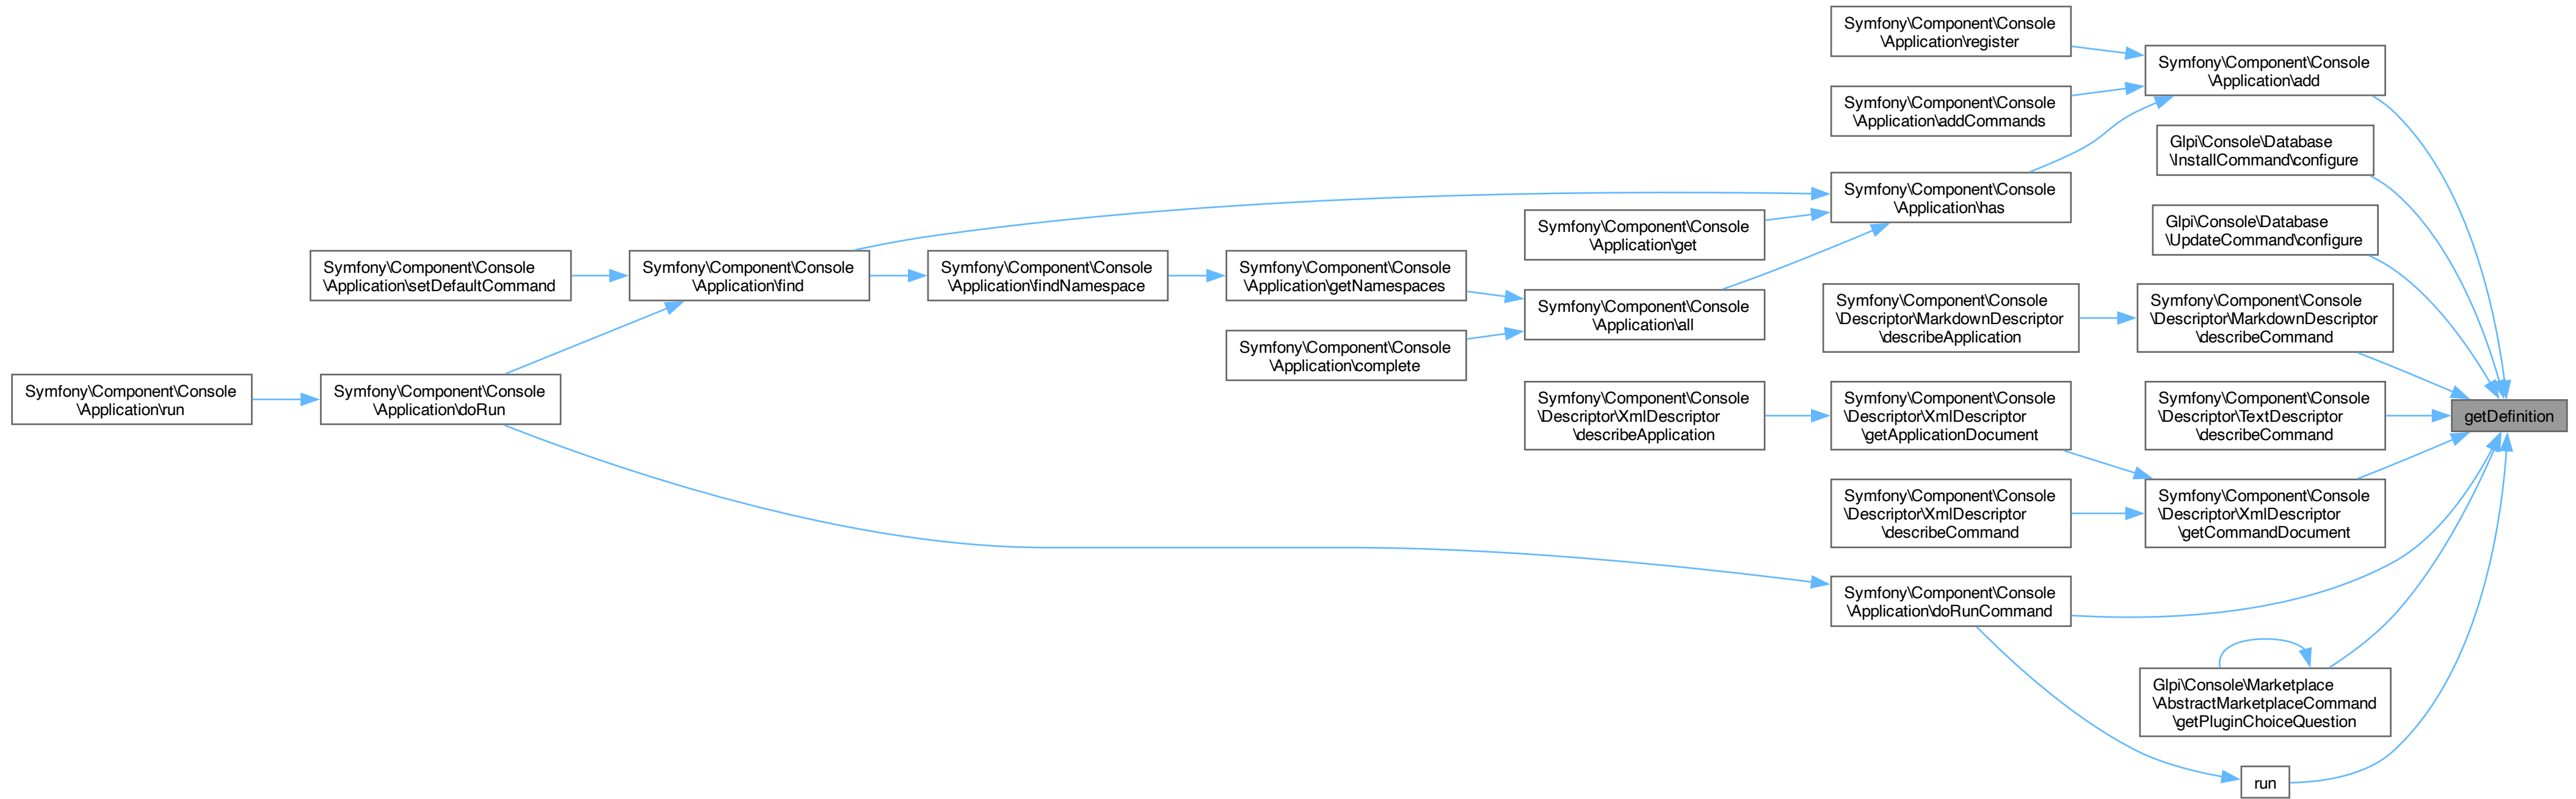 Symfony\Component\Console
\Application\register
Symfony\Component\Console
\Application\add
Symfony\Component\Console
\Application\addCommands
Glpi\Console\Database
\InstallCommand\configure
Symfony\Component\Console
\Application\has
Glpi\Console\Database
\UpdateCommand\configure
Symfony\Component\Console
\Application\get
Symfony\Component\Console
\Application\setDefaultCommand
Symfony\Component\Console
\Application\find
Symfony\Component\Console
\Application\findNamespace
Symfony\Component\Console
\Application\getNamespaces
Symfony\Component\Console
\Application\all
Symfony\Component\Console
\Descriptor\MarkdownDescriptor
\describeApplication
Symfony\Component\Console
\Descriptor\MarkdownDescriptor
\describeCommand
Symfony\Component\Console
\Application\complete
Symfony\Component\Console
\Application\run
Symfony\Component\Console
\Application\doRun
Symfony\Component\Console
\Descriptor\XmlDescriptor
\describeApplication
Symfony\Component\Console
\Descriptor\XmlDescriptor
\getApplicationDocument
Symfony\Component\Console
\Descriptor\TextDescriptor
\describeCommand
getDefinition
Symfony\Component\Console
\Descriptor\XmlDescriptor
\describeCommand
Symfony\Component\Console
\Descriptor\XmlDescriptor
\getCommandDocument
Symfony\Component\Console
\Application\doRunCommand
Glpi\Console\Marketplace
\AbstractMarketplaceCommand
\getPluginChoiceQuestion
run